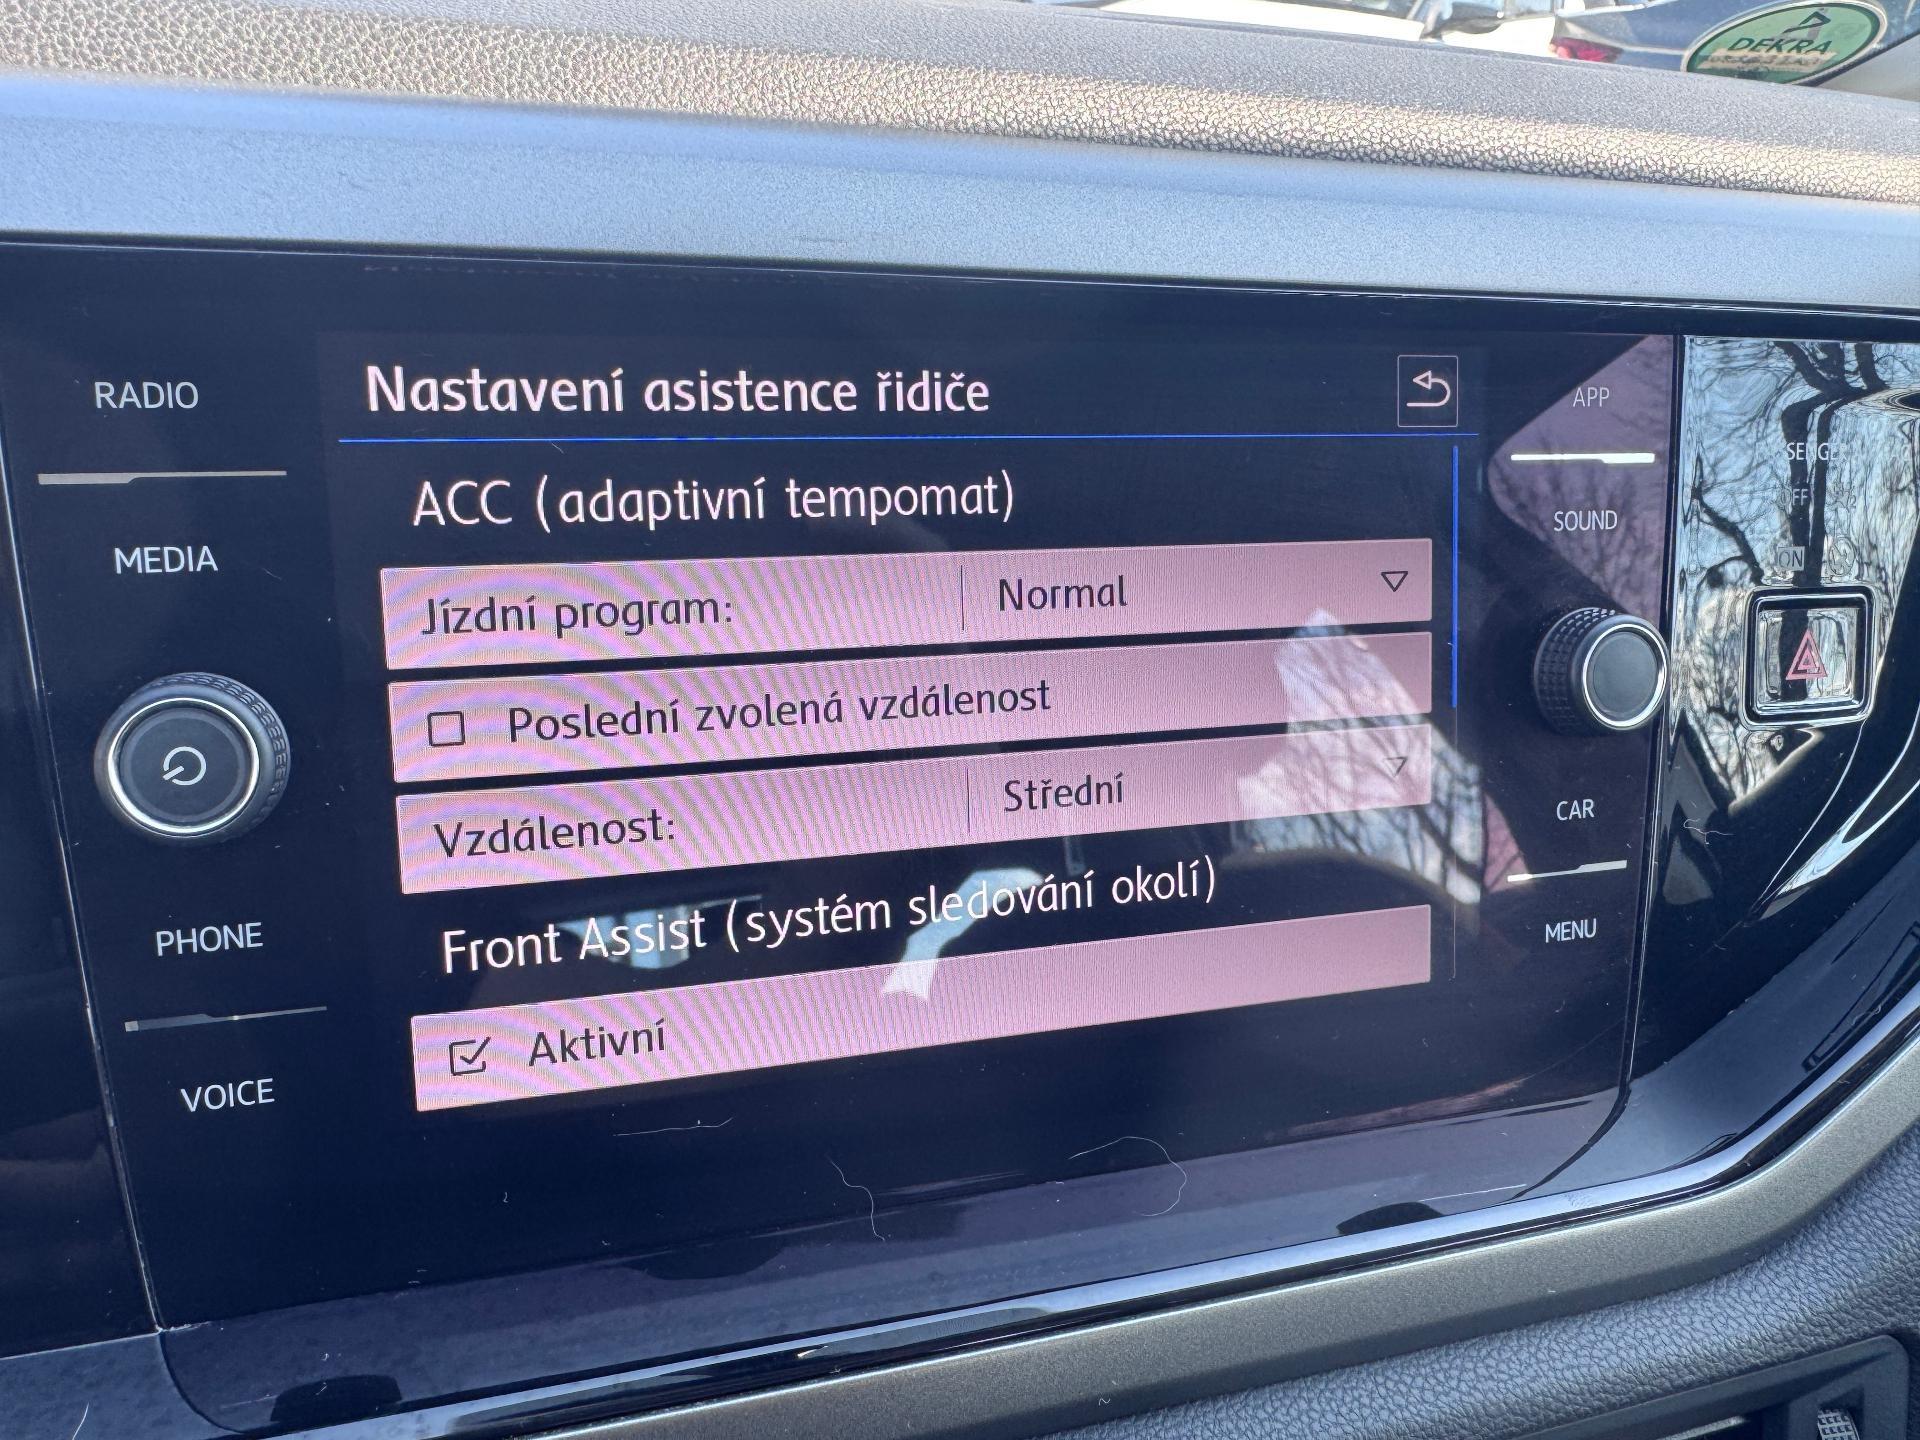 DEKRA
RADIO
MEDIA
PHONE
VOICE
Nastavení asistence řidiče
ACC (adaptivní tempomat)
Jízdní program: Normal
Poslední zvolená vzdálenost
Vzdálenost: Střední
Front Assist (systém sledování okolí)
Aktivní
APP
SOUND
CAR
MENU
ON